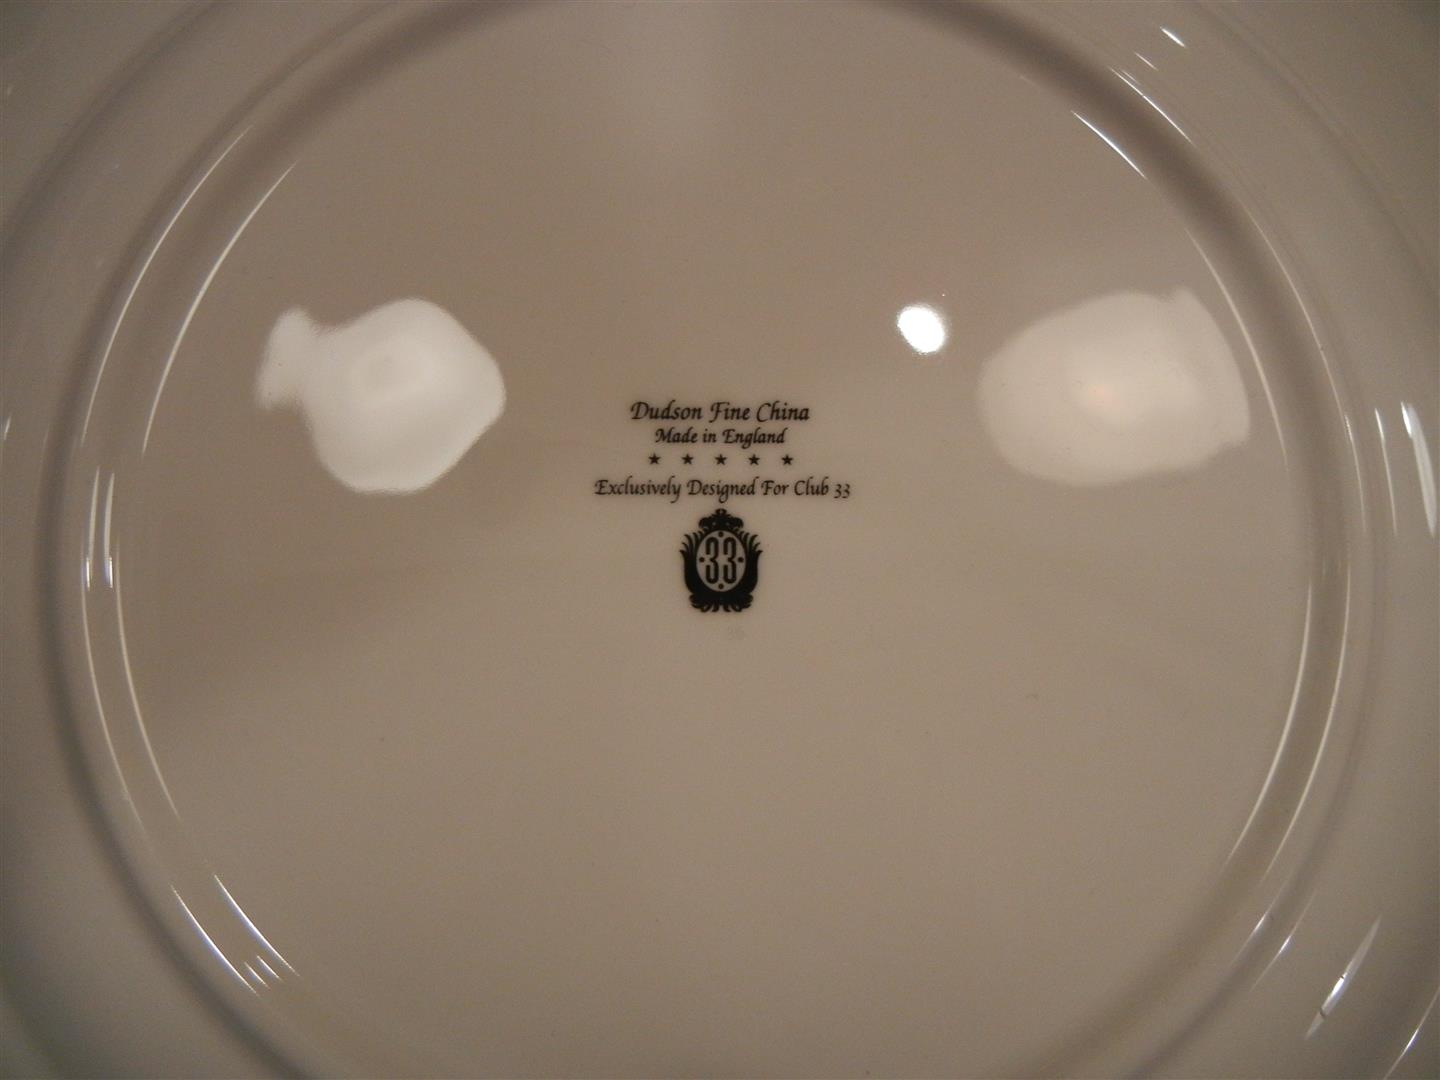 Dudson Fine China
Made in England
★ ★ ★ ★ ★
Exclusively Designed For Club 33
33